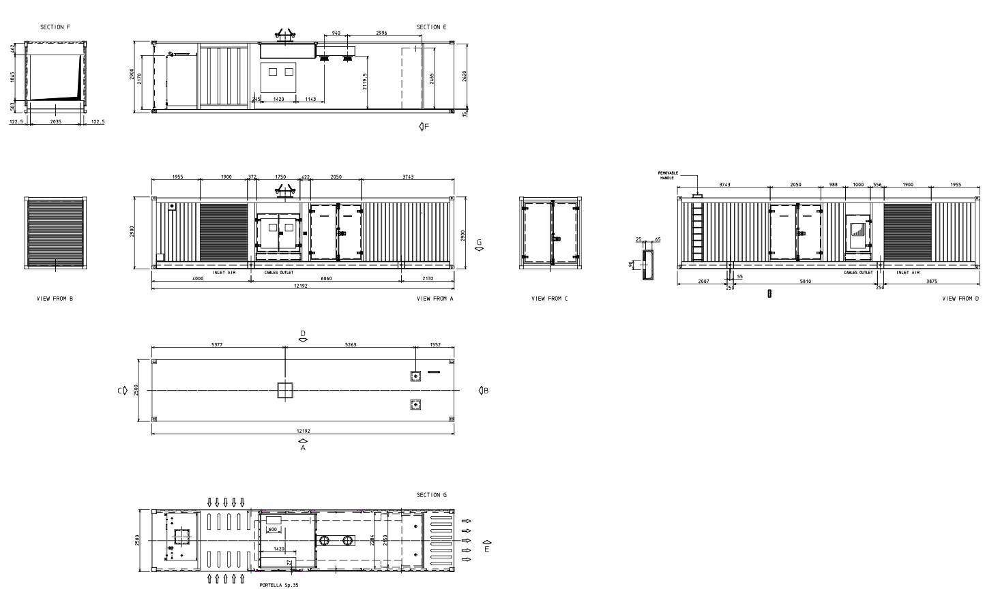 SECTION F
SECTION E
940
2996
462
1845
503
122.5
2035
122.5
2900
2170
245
1420
1143
2119.5
2465
2620
15
F
1955
1900
372
1750
422
2050
3743
2900
2900
G
INLET AIR
CABLES OUTLET
4000
6060
2132
12192
VIEW FROM B
VIEW FROM A
VIEW FROM C
REMOVABLE
HANDLE
3743
2050
988
1000
556
1900
1955
25
65
90
CABLES OUTLET
INLET AIR
55
2007
5810
3875
250
250
VIEW FROM D
D
5377
5263
1552
C
2500
B
12192
A
SECTION G
2500
600
1420
127
2284
2150
E
PORTELLA Sp.35